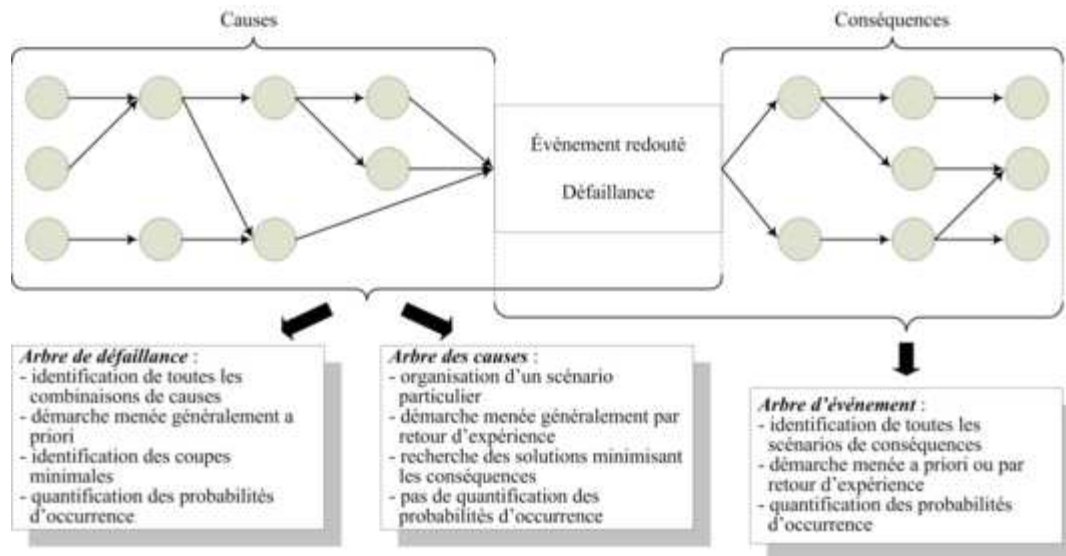 Causes
Conséquences
Évènement redouté
Défaillance
Arbre de défaillance :
- identification de toutes les
combinaisons de causes
- démarche menée généralement a
priori
- identification des coupes
minimales
- quantification des probabilités
d'occurrence
Arbre des causes :
- organisation d'un scénario
particulier
- démarche menée généralement par
retour d'expérience
- recherche des solutions minimisant
les conséquences
- pas de quantification des
probabilités d'occurrence
Arbre d'événement :
- identification de toutes les
scénarios de conséquences
- démarche menée a priori ou par
retour d'expérience
- quantification des probabilités
d'occurrence